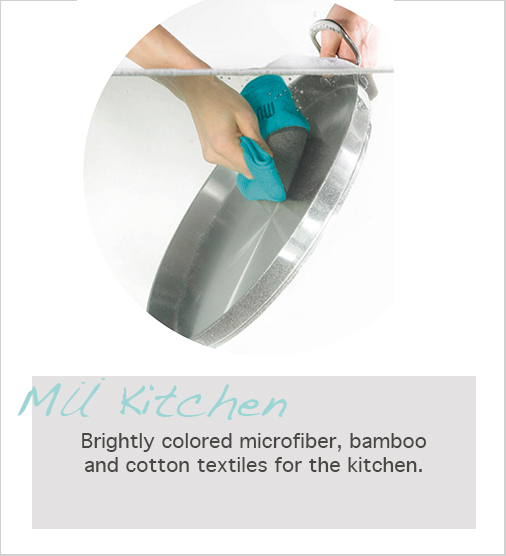 MÜ Kitchen
Brightly colored microfiber, bamboo
and cotton textiles for the kitchen.